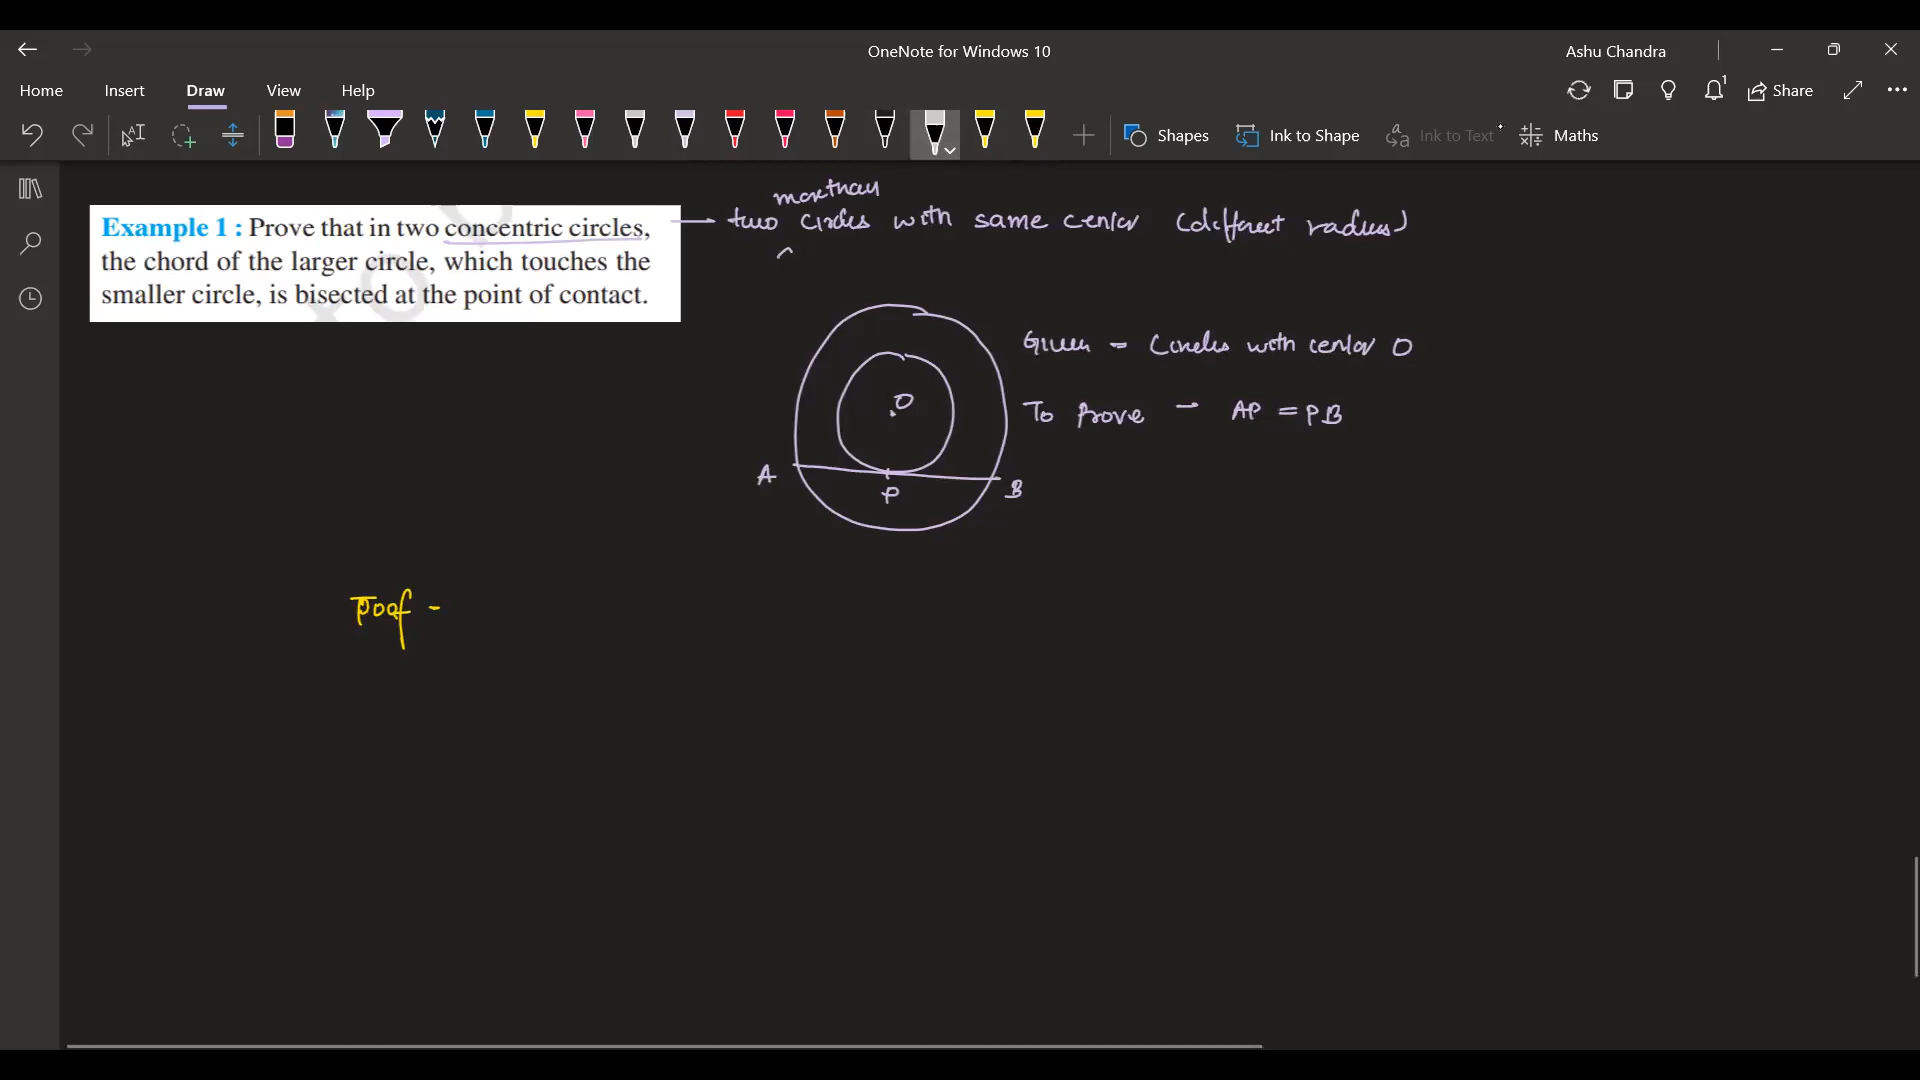 OneNote for Windows 10
Ashu Chandra
Home Insert Draw View Help
1 Share
Shapes Ink to Shape Ink to Text Maths
Example 1 : Prove that in two concentric circles,
the chord of the larger circle, which touches the
smaller circle, is bisected at the point of contact.
more than
two circles with same center (different radius)
O
A
P
B
Given - Circles with center O
To Prove - AP = PB
Poof -